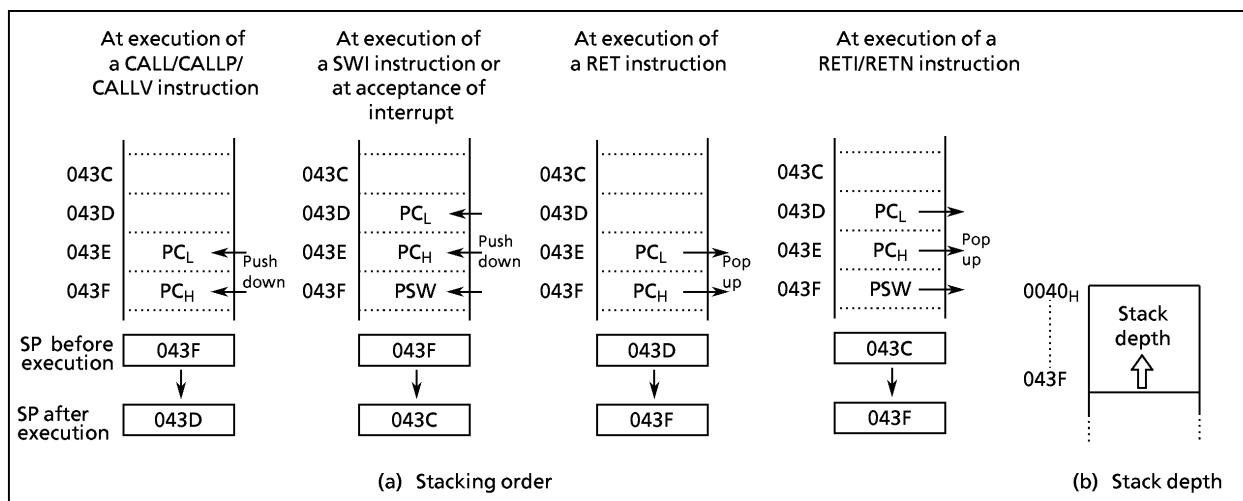 At execution of
a CALL/CALLP/
CALLV instruction
At execution of
a SWI instruction or
at acceptance of
interrupt
At execution of
a RET instruction
At execution of a
RETI/RETN instruction
043C
043D
043E PCL
043F PCH
Push
down
043C
043D PCL
043E PCH
043F PSW
Push
down
043C
043D
043E PCL
043F PCH
Pop
up
043C
043D PCL
043E PCH
043F PSW
Pop
up
SP before
execution
043F
043F
043D
043C
SP after
execution
043D
043C
043F
043F
0040H
Stack
depth
043F
(a) Stacking order
(b) Stack depth